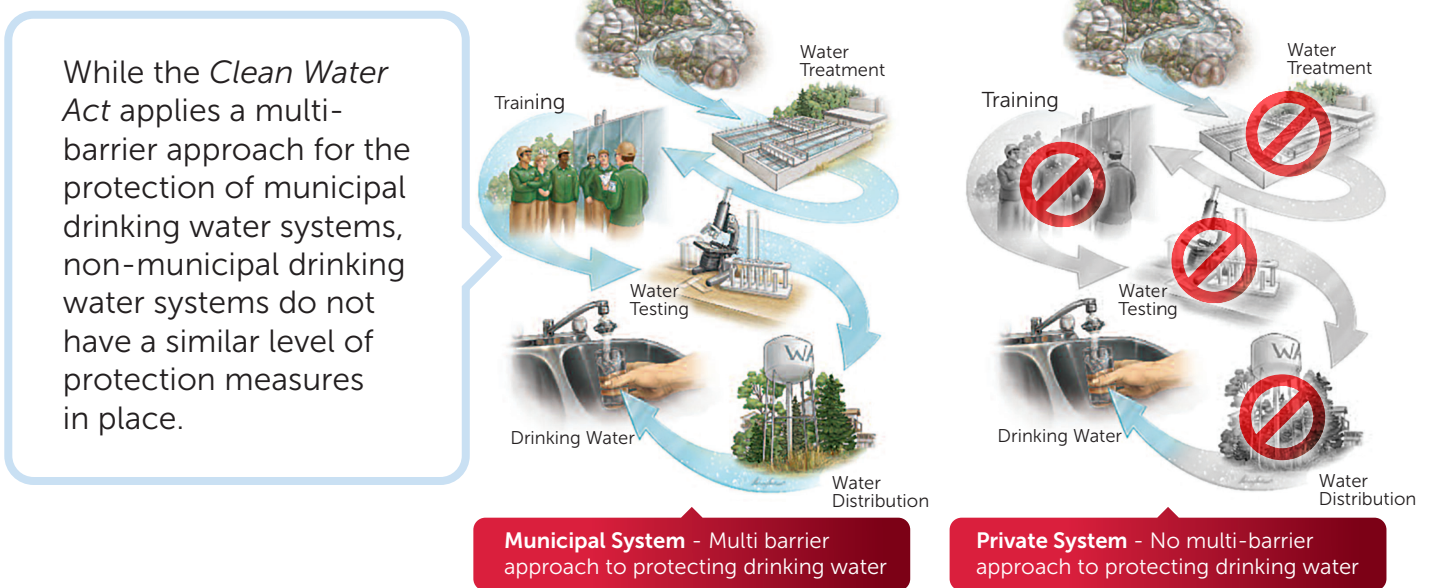 While the Clean Water
Act applies a multi-
barrier approach for the
protection of municipal
drinking water systems,
non-municipal drinking
water systems do not
have a similar level of
protection measures
in place.
Water
Treatment
Training
Water
Testing
WA
Drinking Water
Water
Distribution
Municipal System - Multi barrier
approach to protecting drinking water
Water
Treatment
Training
Water
Testing
WA
Drinking Water
Water
Distribution
Private System - No multi-barrier
approach to protecting drinking water